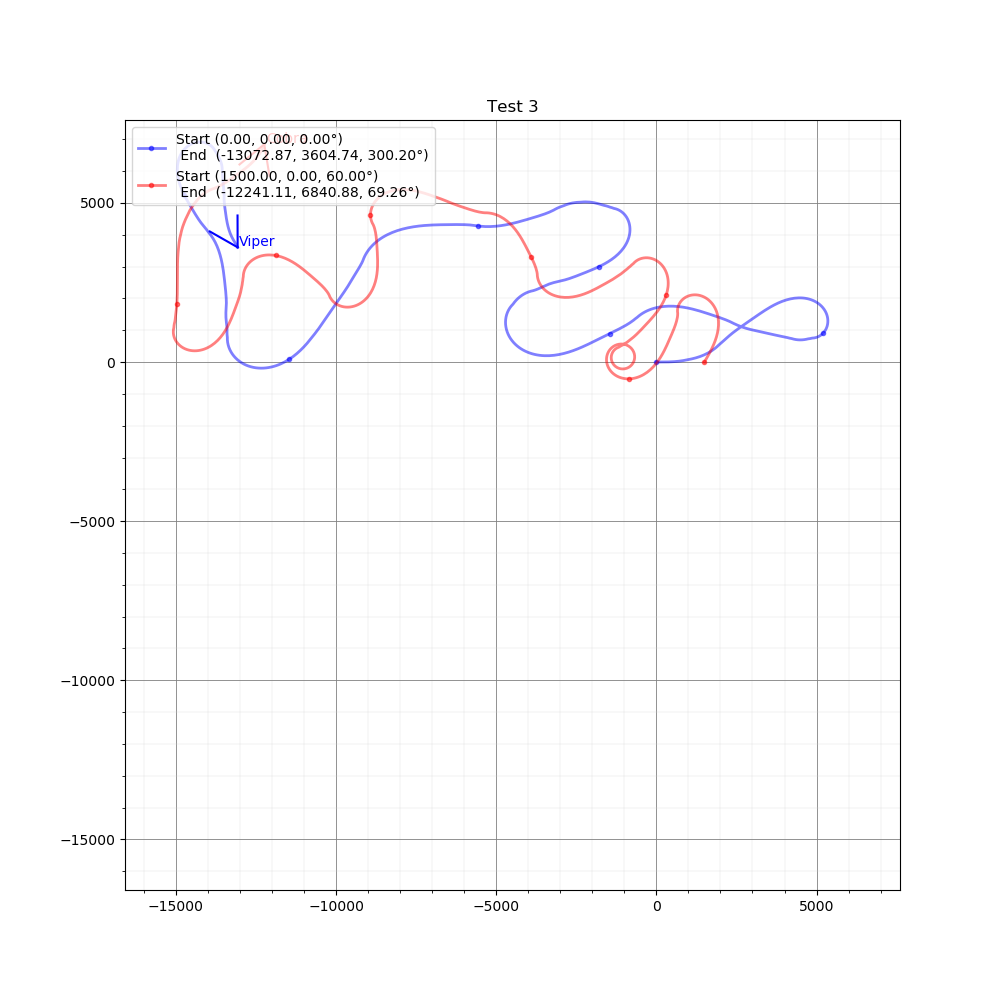 Test 3
Start (0.00, 0.00, 0.00°)
End (-13072.87, 3604.74, 300.20°)
Start (1500.00, 0.00, 60.00°)
End (-12241.11, 6840.88, 69.26°)
Viper
5000
0
−5000
−10000
−15000
−15000
−10000
−5000
0
5000